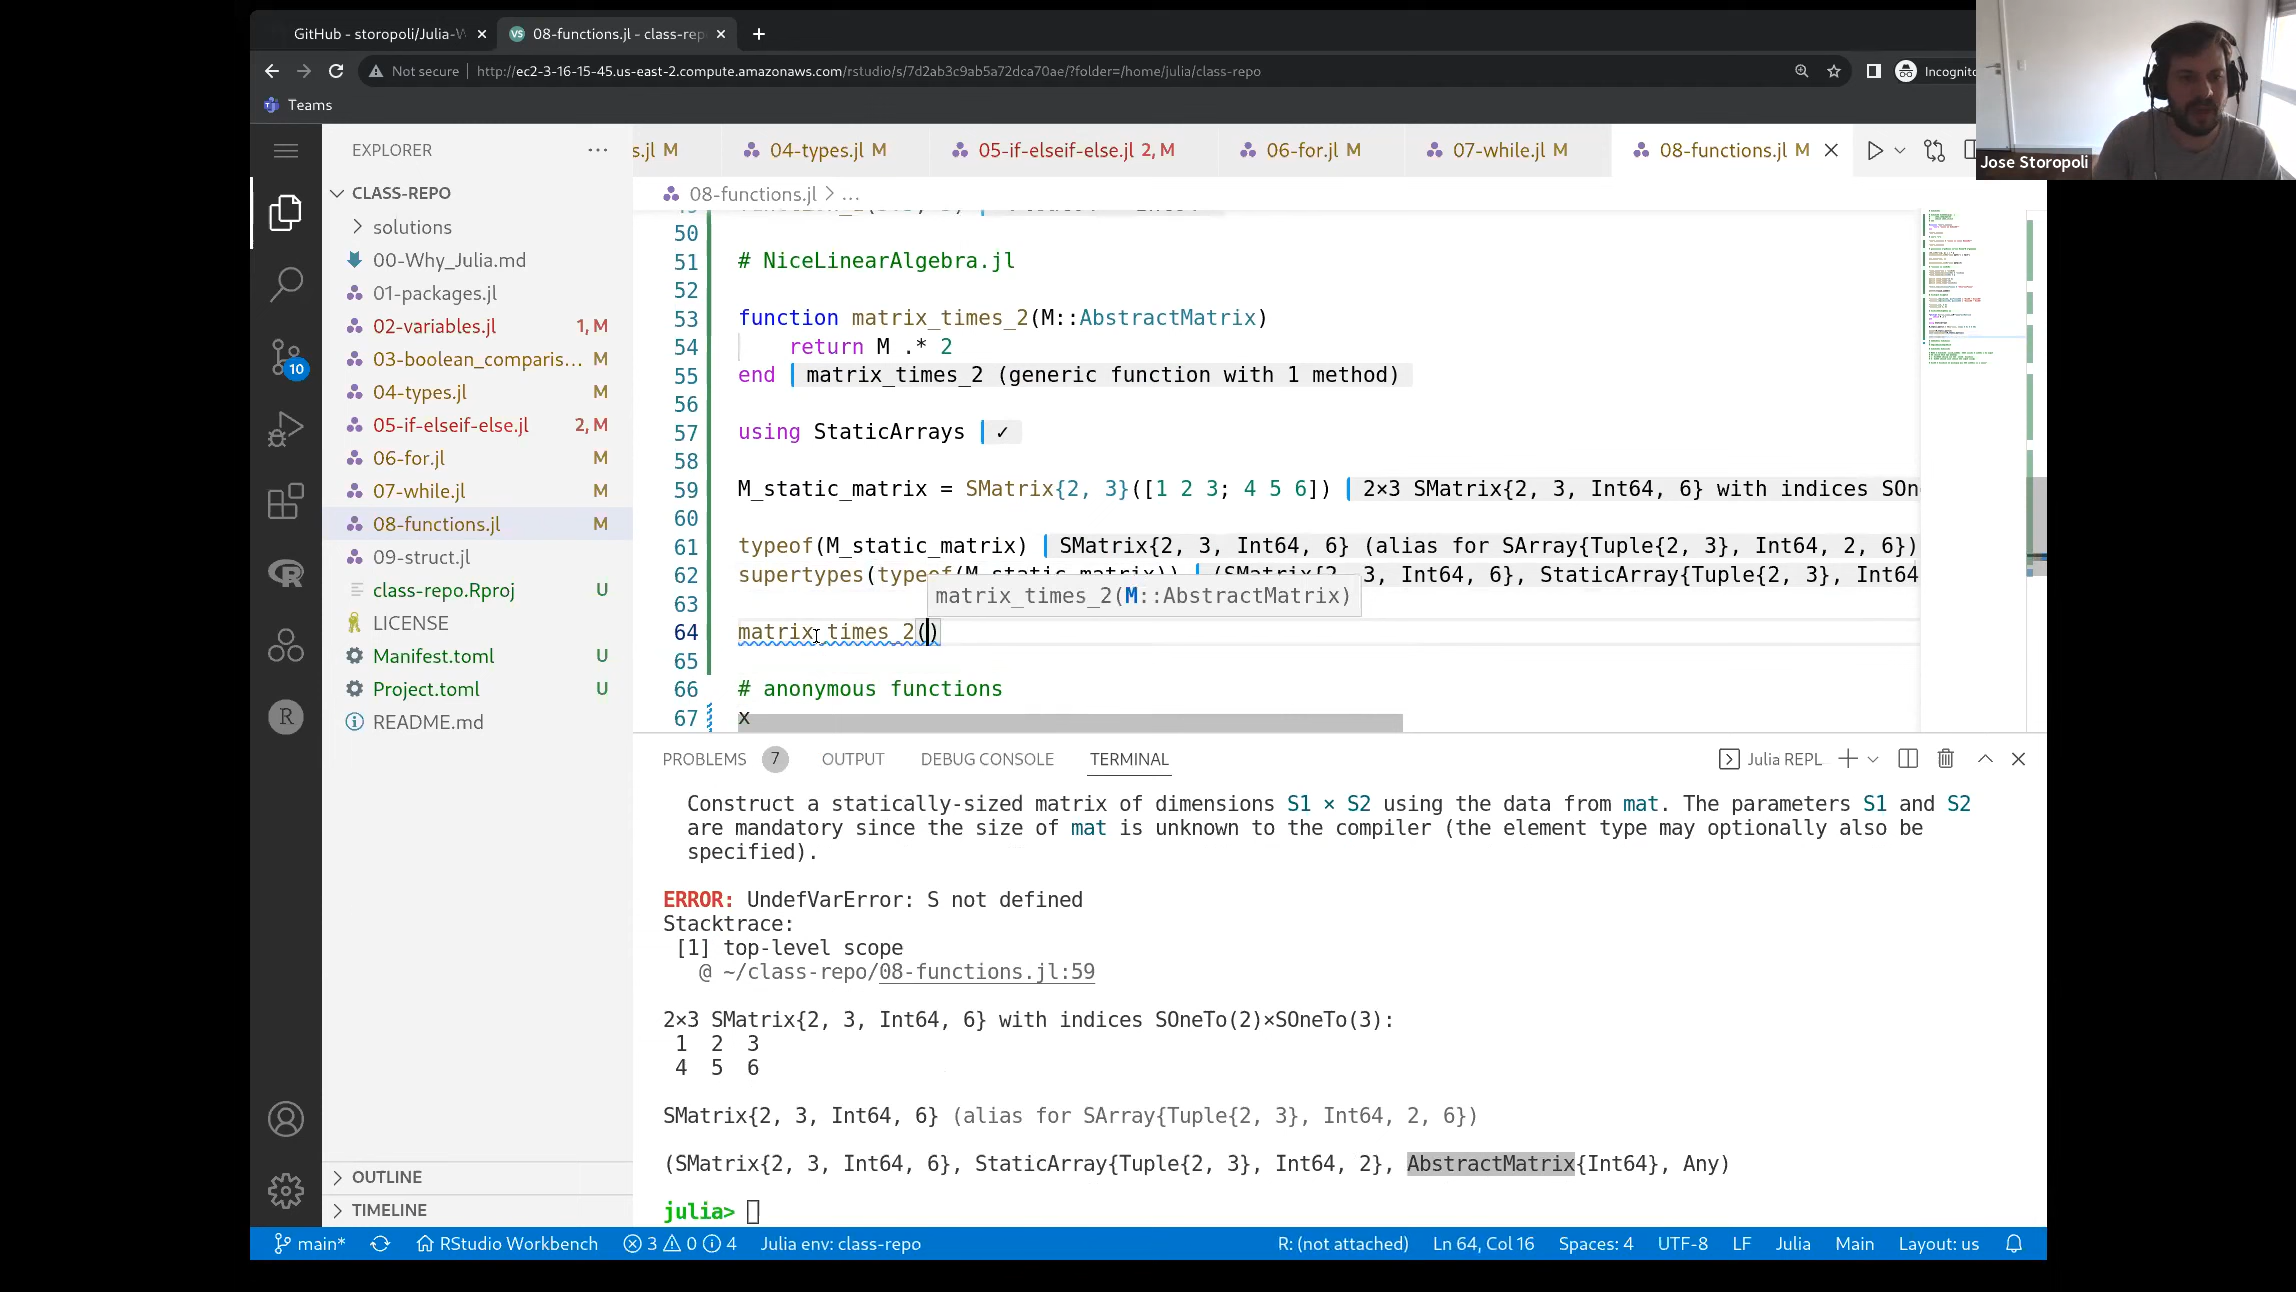 GitHub - storopoli/Julia-W
08-functions.jl - class-rep
Not secure
http://ec2-3-16-15-45.us-east-2.compute.amazonaws.com/rstudio/s/7d2ab3c9ab5a72dca70ae/?folder=/home/julia/class-repo
Incognito
Teams
Jose Storopoli
EXPLORER
CLASS-REPO
solutions
00-Why_Julia.md
01-packages.jl
02-variables.jl 1, M
03-boolean_comparis... M
04-types.jl M
05-if-elseif-else.jl 2, M
06-for.jl M
07-while.jl M
08-functions.jl M
09-struct.jl
class-repo.Rproj U
LICENSE
Manifest.toml U
Project.toml U
README.md
10
OUTLINE
TIMELINE
s.jl M
04-types.jl M
05-if-elseif-else.jl 2, M
06-for.jl M
07-while.jl M
08-functions.jl M
08-functions.jl > ...
50
51 # NiceLinearAlgebra.jl
52
53 function matrix_times_2(M::AbstractMatrix)
54 return M .* 2
55 end matrix_times_2 (generic function with 1 method)
56
57 using StaticArrays ✓
58
59 M_static_matrix = SMatrix{2, 3}([1 2 3; 4 5 6]) 2×3 SMatrix{2, 3, Int64, 6} with indices SOn
60
61 typeof(M_static_matrix) SMatrix{2, 3, Int64, 6} (alias for SArray{Tuple{2, 3}, Int64, 2, 6})
62 supertypes(typeof(M_static_matrix)) (SMatrix{2, 3, Int64, 6}, StaticArray{Tuple{2, 3}, Int64
matrix_times_2(M::AbstractMatrix)
63
64 matrix_times_2()
65
66 # anonymous functions
67 x
PROBLEMS 7 OUTPUT DEBUG CONSOLE TERMINAL
Julia REPL
Construct a statically-sized matrix of dimensions S1 × S2 using the data from mat. The parameters S1 and S2
are mandatory since the size of mat is unknown to the compiler (the element type may optionally also be
specified).
ERROR: UndefVarError: S not defined
Stacktrace:
[1] top-level scope
@ ~/class-repo/08-functions.jl:59
2×3 SMatrix{2, 3, Int64, 6} with indices SOneTo(2)×SOneTo(3):
1 2 3
4 5 6
SMatrix{2, 3, Int64, 6} (alias for SArray{Tuple{2, 3}, Int64, 2, 6})
(SMatrix{2, 3, Int64, 6}, StaticArray{Tuple{2, 3}, Int64, 2}, AbstractMatrix{Int64}, Any)
julia>
main* RStudio Workbench 3 0 4 Julia env: class-repo
R: (not attached) Ln 64, Col 16 Spaces: 4 UTF-8 LF Julia Main Layout: us